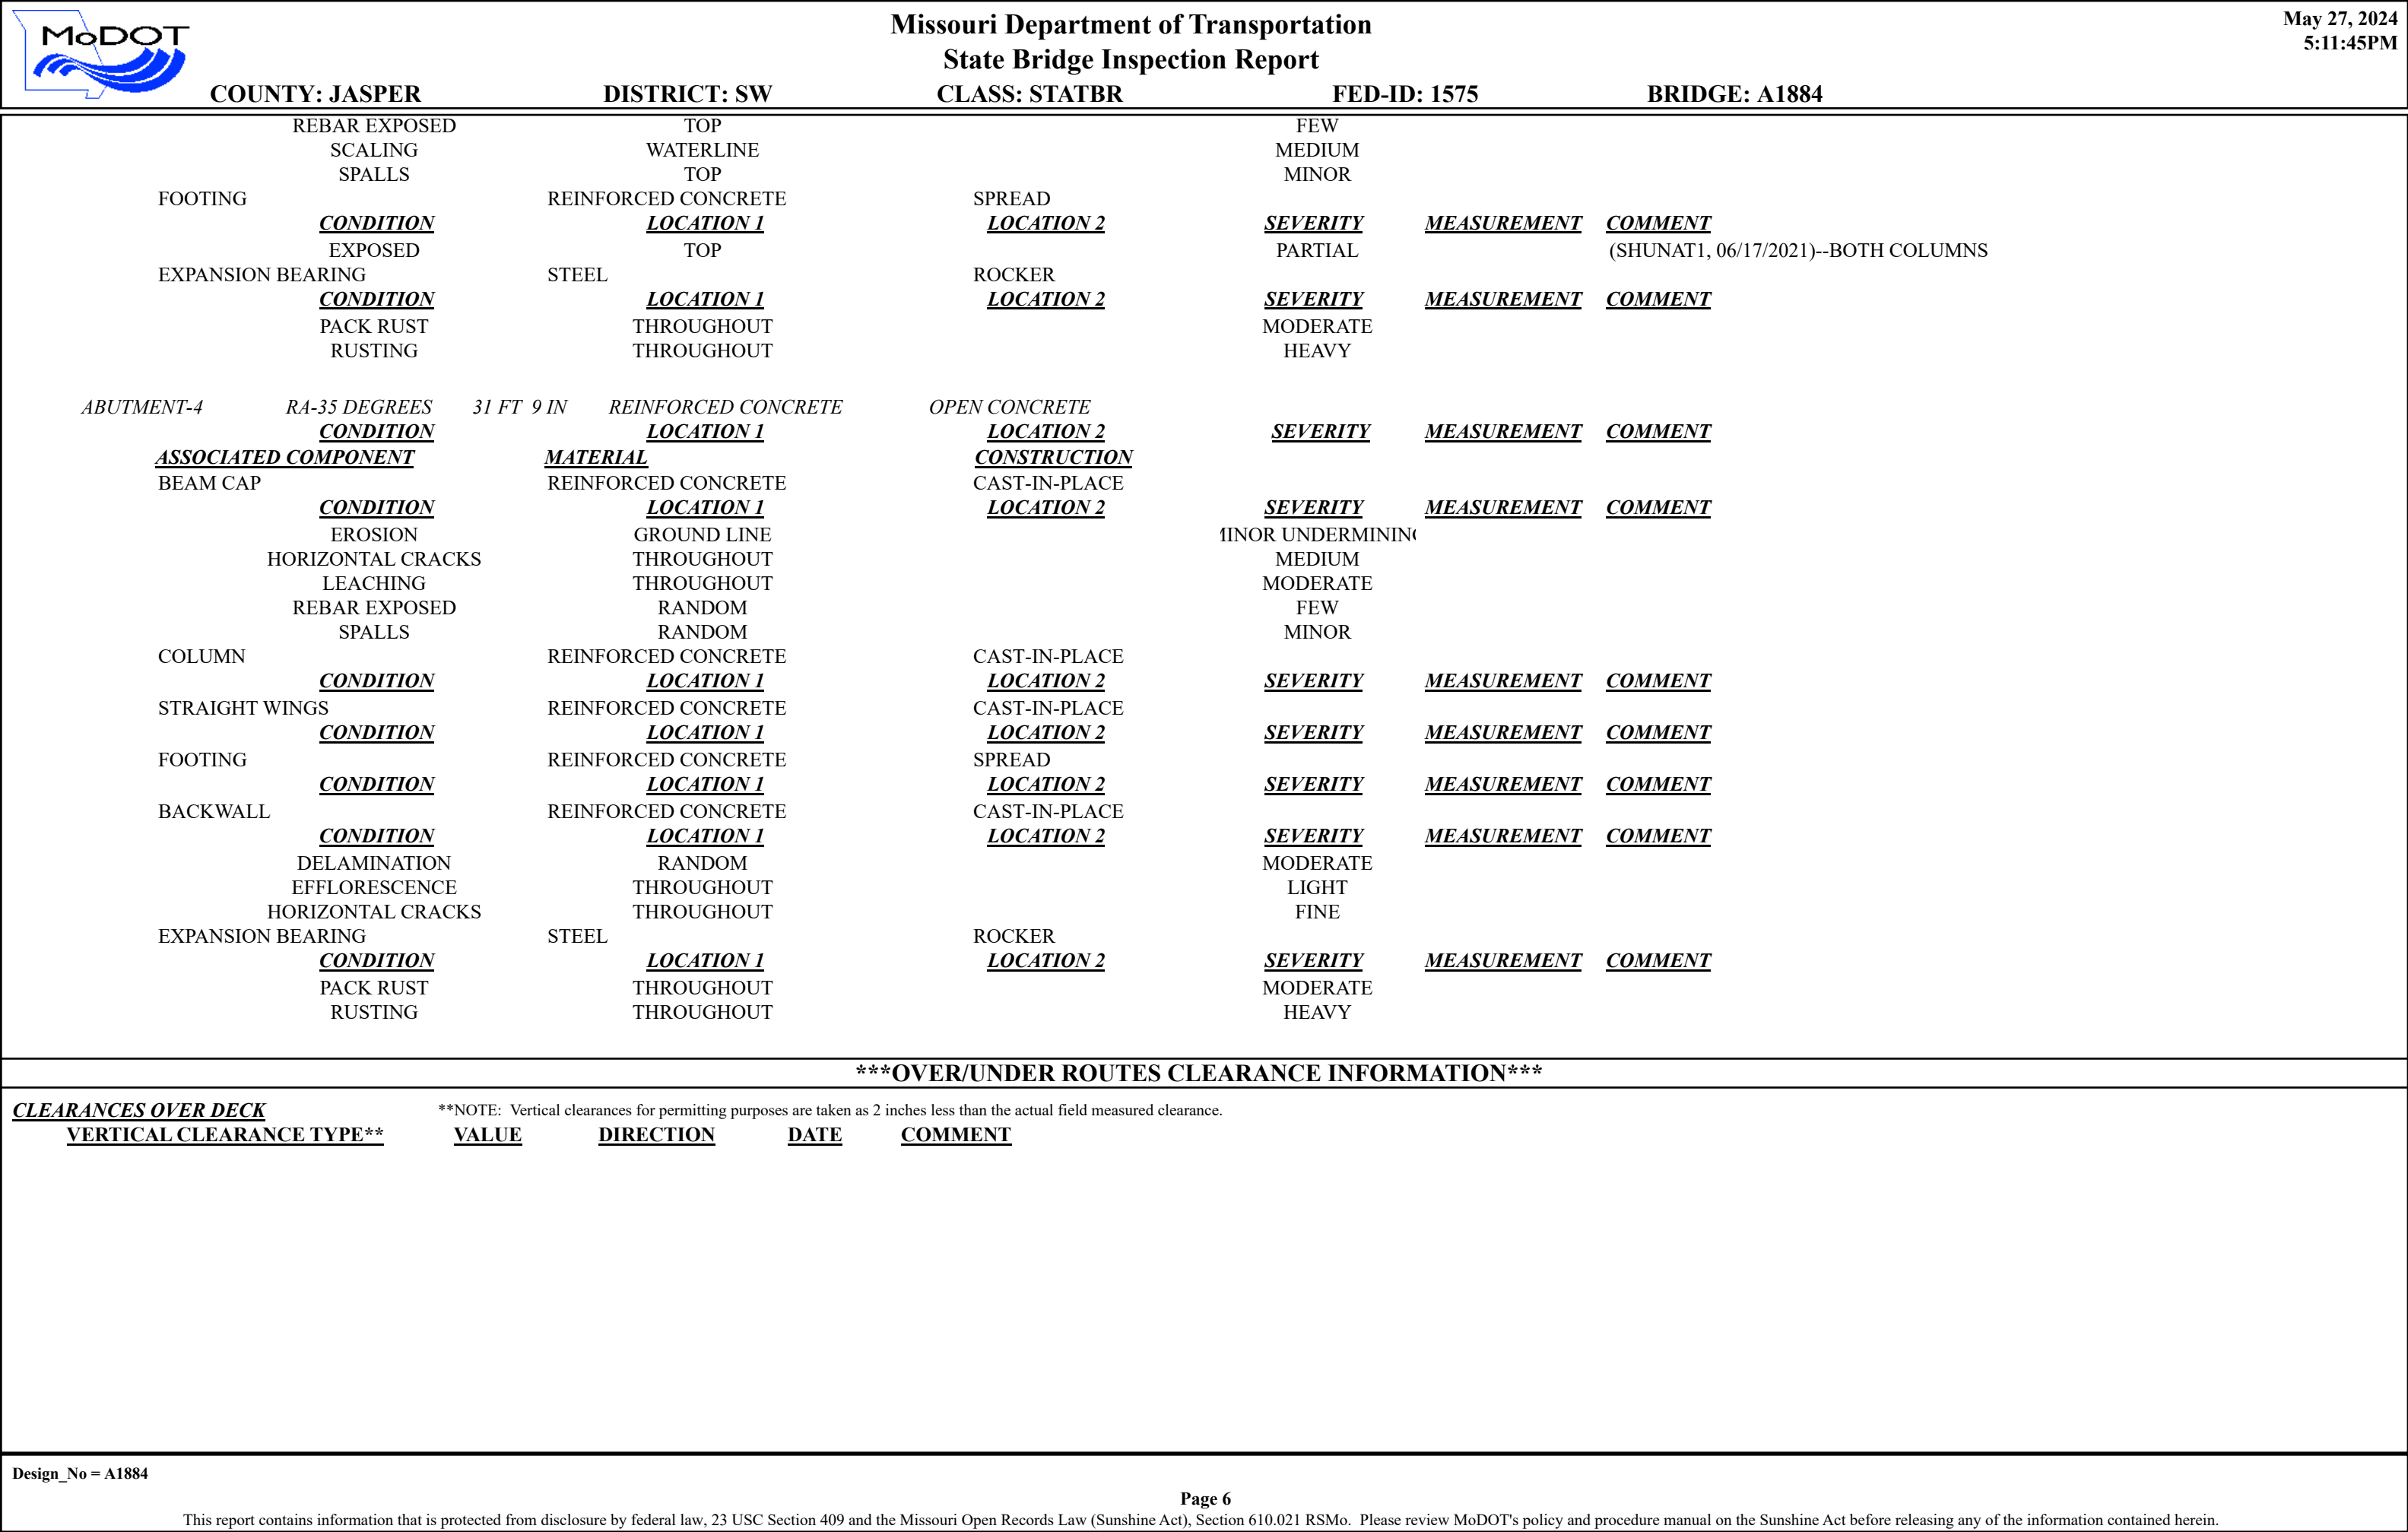 MoDOT
Missouri Department of Transportation
State Bridge Inspection Report
May 27, 2024
5:11:45PM
COUNTY: JASPER DISTRICT: SW CLASS: STATBR FED-ID: 1575 BRIDGE: A1884
REBAR EXPOSED TOP FEW
SCALING WATERLINE MEDIUM
SPALLS TOP MINOR
FOOTING REINFORCED CONCRETE SPREAD
CONDITION LOCATION 1 LOCATION 2 SEVERITY MEASUREMENT COMMENT
EXPOSED TOP PARTIAL (SHUNAT1, 06/17/2021)--BOTH COLUMNS
EXPANSION BEARING STEEL ROCKER
CONDITION LOCATION 1 LOCATION 2 SEVERITY MEASUREMENT COMMENT
PACK RUST THROUGHOUT MODERATE
RUSTING THROUGHOUT HEAVY
ABUTMENT-4 RA-35 DEGREES 31 FT 9 IN REINFORCED CONCRETE OPEN CONCRETE
CONDITION LOCATION 1 LOCATION 2 SEVERITY MEASUREMENT COMMENT
ASSOCIATED COMPONENT MATERIAL CONSTRUCTION
BEAM CAP REINFORCED CONCRETE CAST-IN-PLACE
CONDITION LOCATION 1 LOCATION 2 SEVERITY MEASUREMENT COMMENT
EROSION GROUND LINE MINOR UNDERMINING
HORIZONTAL CRACKS THROUGHOUT MEDIUM
LEACHING THROUGHOUT MODERATE
REBAR EXPOSED RANDOM FEW
SPALLS RANDOM MINOR
COLUMN REINFORCED CONCRETE CAST-IN-PLACE
CONDITION LOCATION 1 LOCATION 2 SEVERITY MEASUREMENT COMMENT
STRAIGHT WINGS REINFORCED CONCRETE CAST-IN-PLACE
CONDITION LOCATION 1 LOCATION 2 SEVERITY MEASUREMENT COMMENT
FOOTING REINFORCED CONCRETE SPREAD
CONDITION LOCATION 1 LOCATION 2 SEVERITY MEASUREMENT COMMENT
BACKWALL REINFORCED CONCRETE CAST-IN-PLACE
CONDITION LOCATION 1 LOCATION 2 SEVERITY MEASUREMENT COMMENT
DELAMINATION RANDOM MODERATE
EFFLORESCENCE THROUGHOUT LIGHT
HORIZONTAL CRACKS THROUGHOUT FINE
EXPANSION BEARING STEEL ROCKER
CONDITION LOCATION 1 LOCATION 2 SEVERITY MEASUREMENT COMMENT
PACK RUST THROUGHOUT MODERATE
RUSTING THROUGHOUT HEAVY
***OVER/UNDER ROUTES CLEARANCE INFORMATION***
CLEARANCES OVER DECK **NOTE: Vertical clearances for permitting purposes are taken as 2 inches less than the actual field measured clearance.
VERTICAL CLEARANCE TYPE** VALUE DIRECTION DATE COMMENT
Design_No = A1884
Page 6
This report contains information that is protected from disclosure by federal law, 23 USC Section 409 and the Missouri Open Records Law (Sunshine Act), Section 610.021 RSMo. Please review MoDOT's policy and procedure manual on the Sunshine Act before releasing any of the information contained herein.